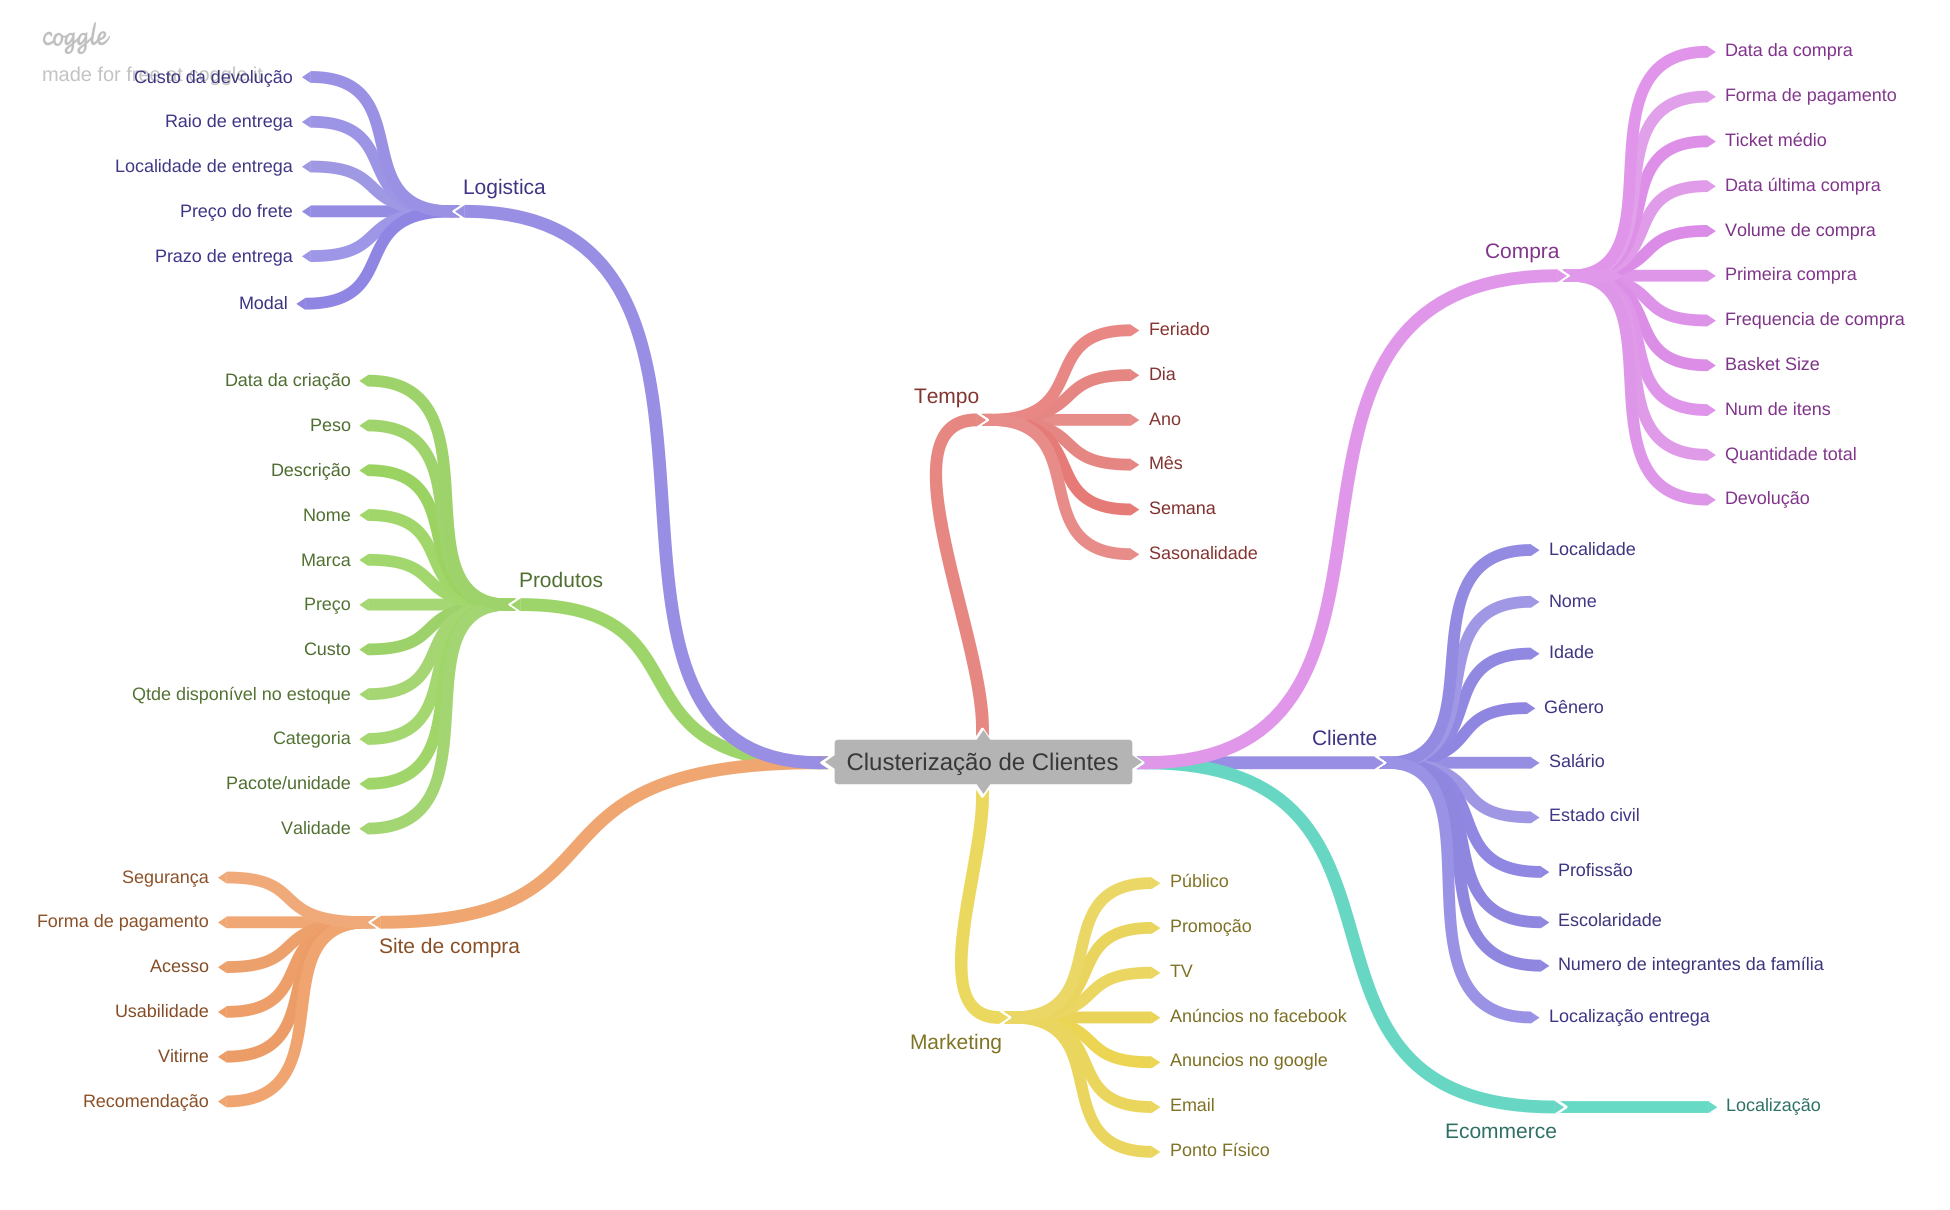 coggle
made for free at coggle.it
Custo da devolução
Raio de entrega
Localidade de entrega
Preço do frete
Prazo de entrega
Modal
Logistica
Data da criação
Peso
Descrição
Nome
Marca
Preço
Custo
Qtde disponível no estoque
Categoria
Pacote/unidade
Validade
Produtos
Segurança
Forma de pagamento
Acesso
Usabilidade
Vitirne
Recomendação
Site de compra
Tempo
Feriado
Dia
Ano
Mês
Semana
Sasonalidade
Clusterização de Clientes
Marketing
Público
Promoção
TV
Anúncios no facebook
Anuncios no google
Email
Ponto Físico
Compra
Data da compra
Forma de pagamento
Ticket médio
Data última compra
Volume de compra
Primeira compra
Frequencia de compra
Basket Size
Num de itens
Quantidade total
Devolução
Cliente
Localidade
Nome
Idade
Gênero
Salário
Estado civil
Profissão
Escolaridade
Numero de integrantes da família
Localização entrega
Ecommerce
Localização